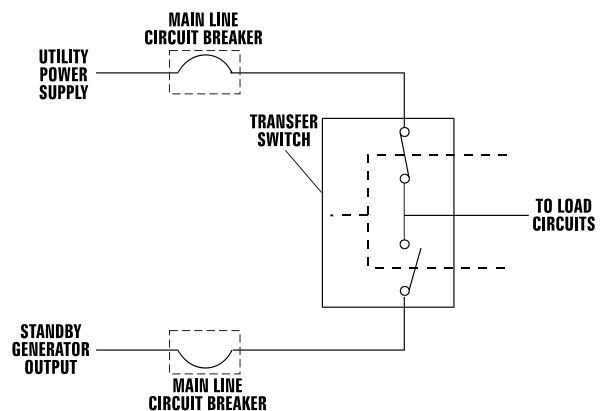 MAIN LINE
CIRCUIT BREAKER
UTILITY
POWER
SUPPLY
TRANSFER
SWITCH
TO LOAD
CIRCUITS
STANDBY
GENERATOR
OUTPUT
MAIN LINE
CIRCUIT BREAKER